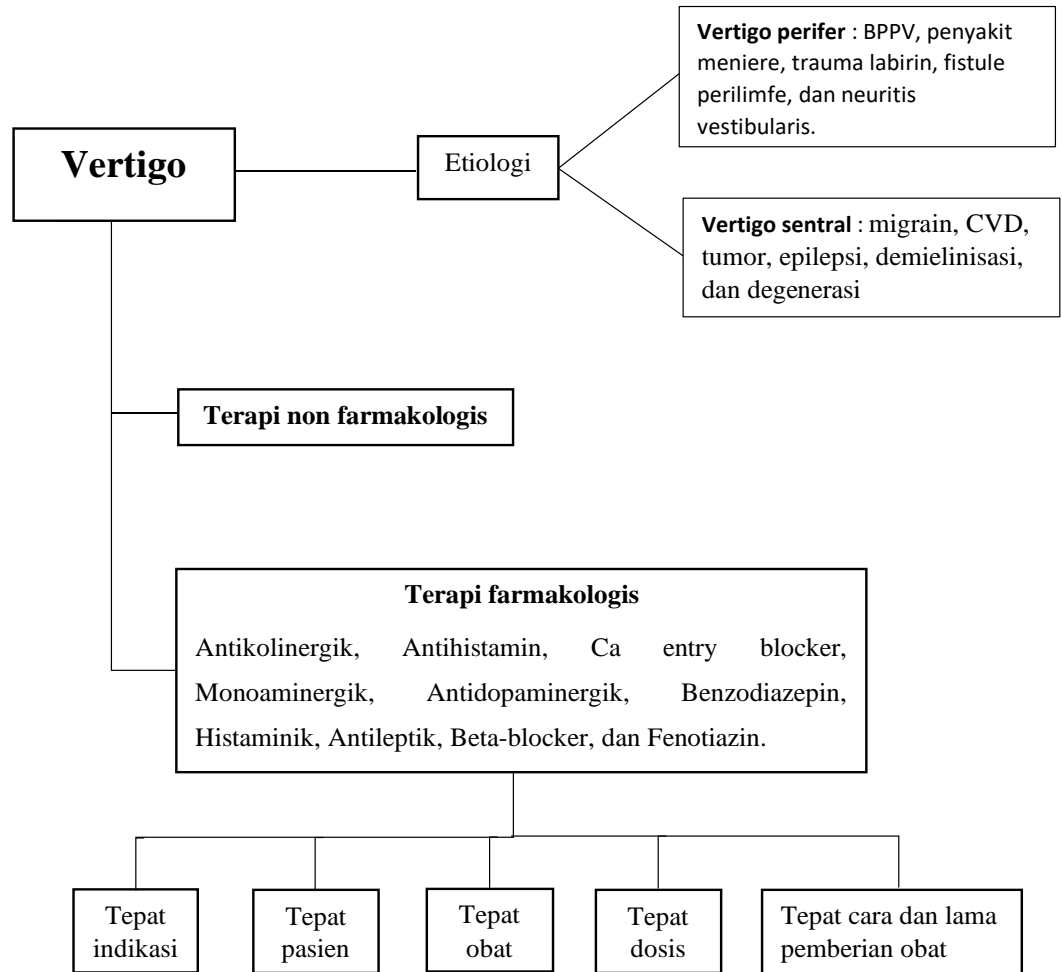 Vertigo perifer : BPPV, penyakit
meniere, trauma labirin, fistule
perilimfe, dan neuritis
vestibularis.
Vertigo
Etiologi
Vertigo sentral : migrain, CVD,
tumor, epilepsi, demielinisasi,
dan degenerasi
Terapi non farmakologis
Terapi farmakologis
Antikolinergik, Antihistamin, Ca entry blocker,
Monoaminergik, Antidopaminergik, Benzodiazepin,
Histaminik, Antileptik, Beta-blocker, dan Fenotiazin.
Tepat
indikasi
Tepat
pasien
Tepat
obat
Tepat
dosis
Tepat cara dan lama
pemberian obat